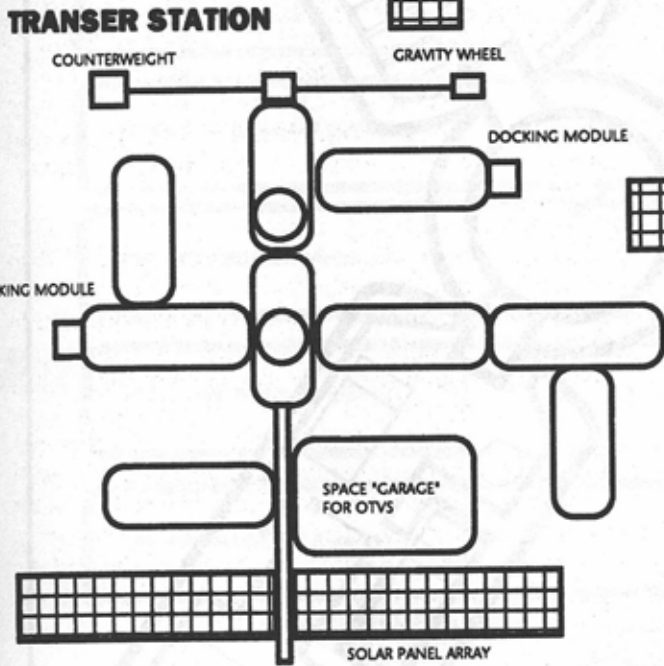 TRANSER STATION
COUNTERWEIGHT
GRAVITY WHEEL
DOCKING MODULE
KING MODULE
SPACE "GARAGE"
FOR OTVS
SOLAR PANEL ARRAY